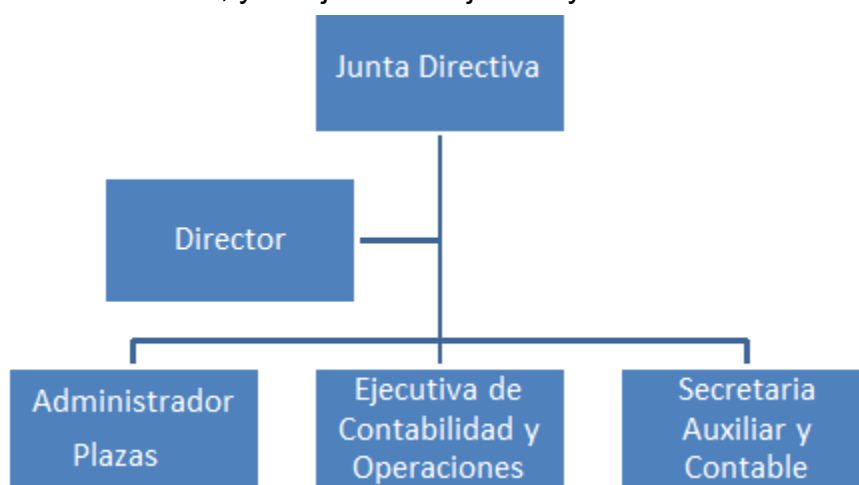 Junta Directiva
Director
Administrador
Plazas
Ejecutiva de
Contabilidad y
Operaciones
Secretaria
Auxiliar y
Contable